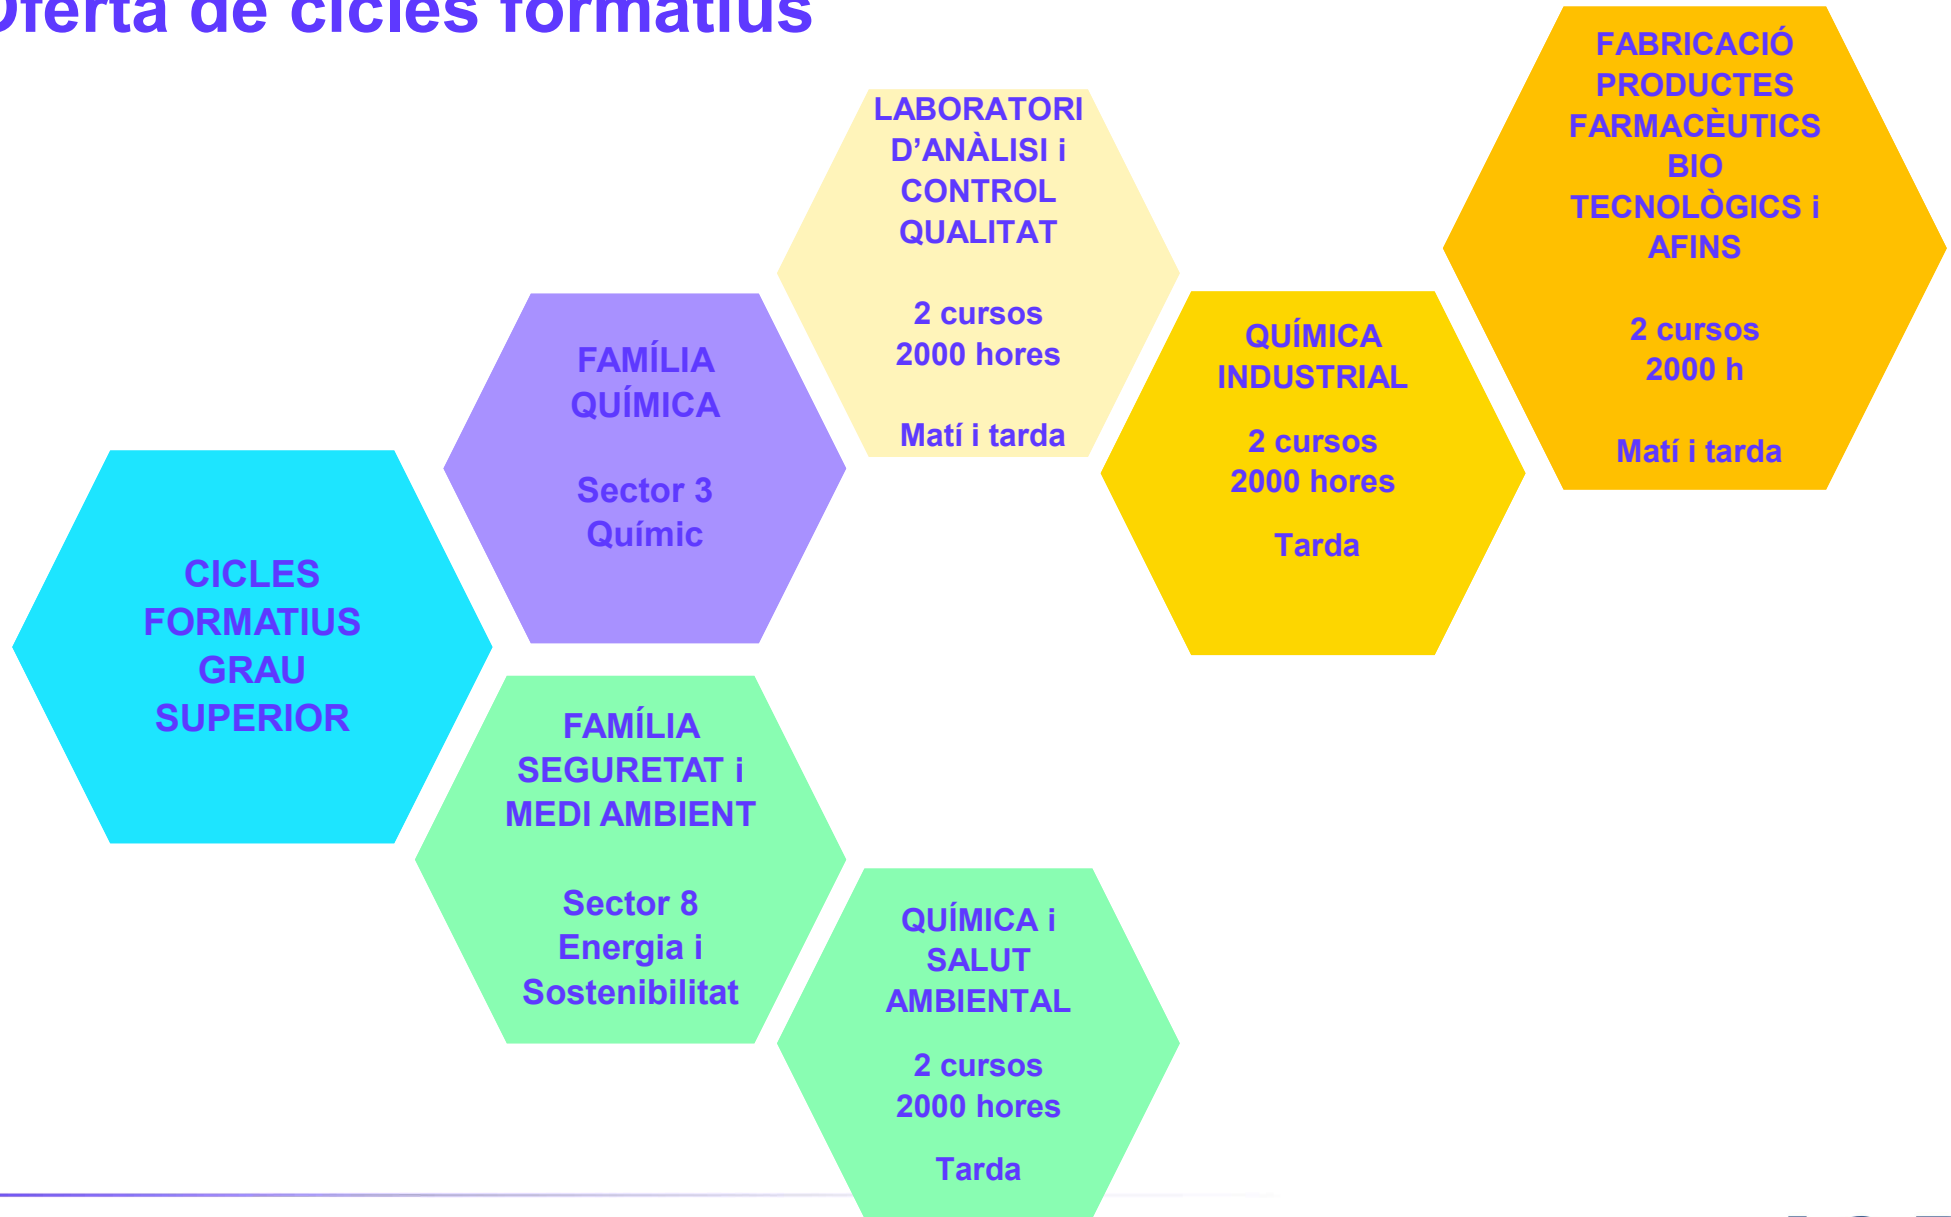 Oferta de cicles formatius
CICLES
FORMATIUS
GRAU
SUPERIOR
FAMÍLIA
QUÍMICA
Sector 3
Químic
LABORATORI
D’ANÀLISI i
CONTROL
QUALITAT
2 cursos
2000 hores
Matí i tarda
QUÍMICA
INDUSTRIAL
2 cursos
2000 hores
Tarda
FABRICACIÓ
PRODUCTES
FARMACÈUTICS
BIO
TECNOLÒGICS i
AFINS
2 cursos
2000 h
Matí i tarda
FAMÍLIA
SEGURETAT i
MEDI AMBIENT
Sector 8
Energia i
Sostenibilitat
QUÍMICA i
SALUT
AMBIENTAL
2 cursos
2000 hores
Tarda